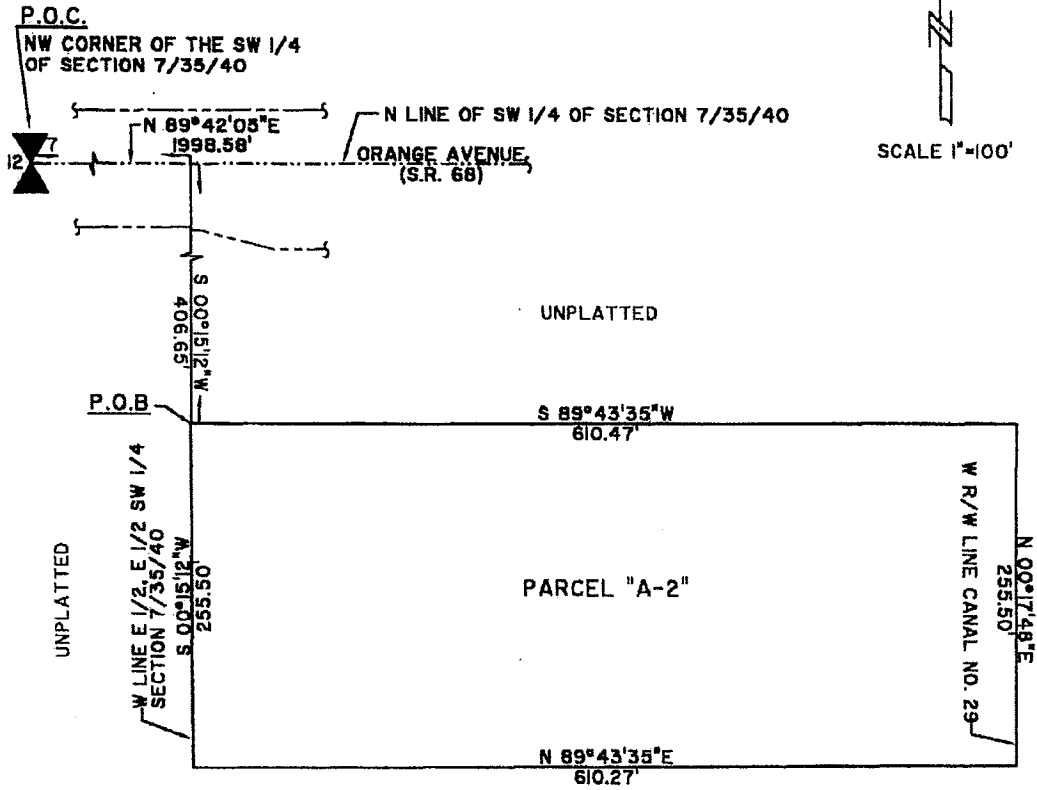 P.O.C.
NW CORNER OF THE SW 1/4
OF SECTION 7/35/40
N 89°42'05"E
1998.58'
N LINE OF SW 1/4 OF SECTION 7/35/40
7
12
ORANGE AVENUE
(S.R. 68)
SCALE 1"=100'
S 00°15'12"W
406.65'
UNPLATTED
P.O.B
S 89°43'35"W
610.47'
UNPLATTED
W LINE E 1/2, E 1/2 SW 1/4
SECTION 7/35/40
S 00°15'12"W
255.50'
PARCEL "A-2"
W R/W LINE CANAL NO. 29
N 00°17'48"E
255.50'
N 89°43'35"E
610.27'